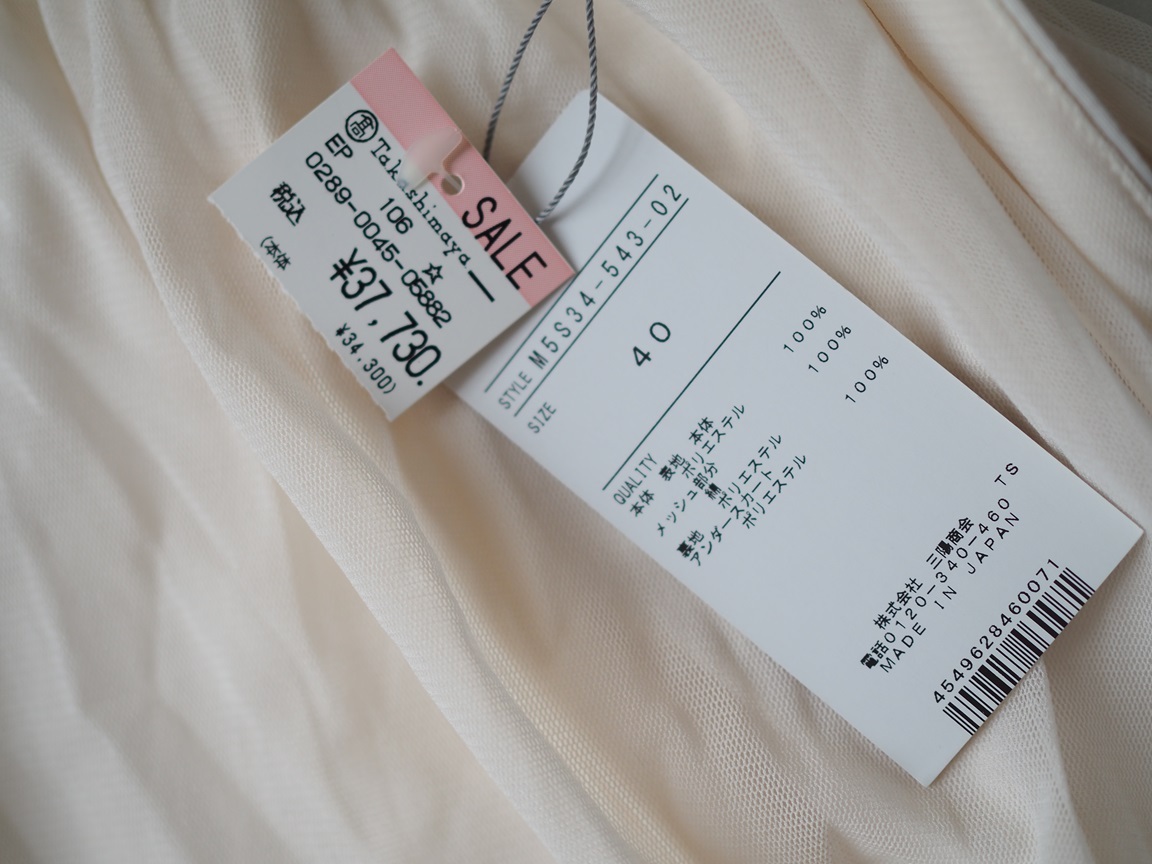 SALE
髙 Takashimaya
EP 106 ☆
0289-0045-05882
税込 ¥37,730.
(本体 ¥34,300)
STYLE M5S34-543-02
SIZE 40
QUALITY
本体 裏地 本体
ポリエステル 100%
メッシュ部分
ポリエステル 100%
裏地
アンダースカート
ポリエステル 100%
株式会社 三陽商会
電話0120-340-460 TS
MADE IN JAPAN
4549628460071